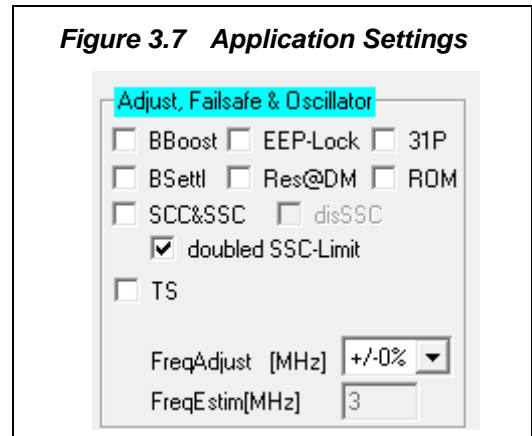 Figure 3.7 Application Settings
Adjust, Failsafe & Oscillator
BBoost EEP-Lock 31P
BSettl Res@DM ROM
SCC&SSC disSSC
doubled SSC-Limit
TS
FreqAdjust [MHz] +/-0%
FreqEstim[MHz] 3